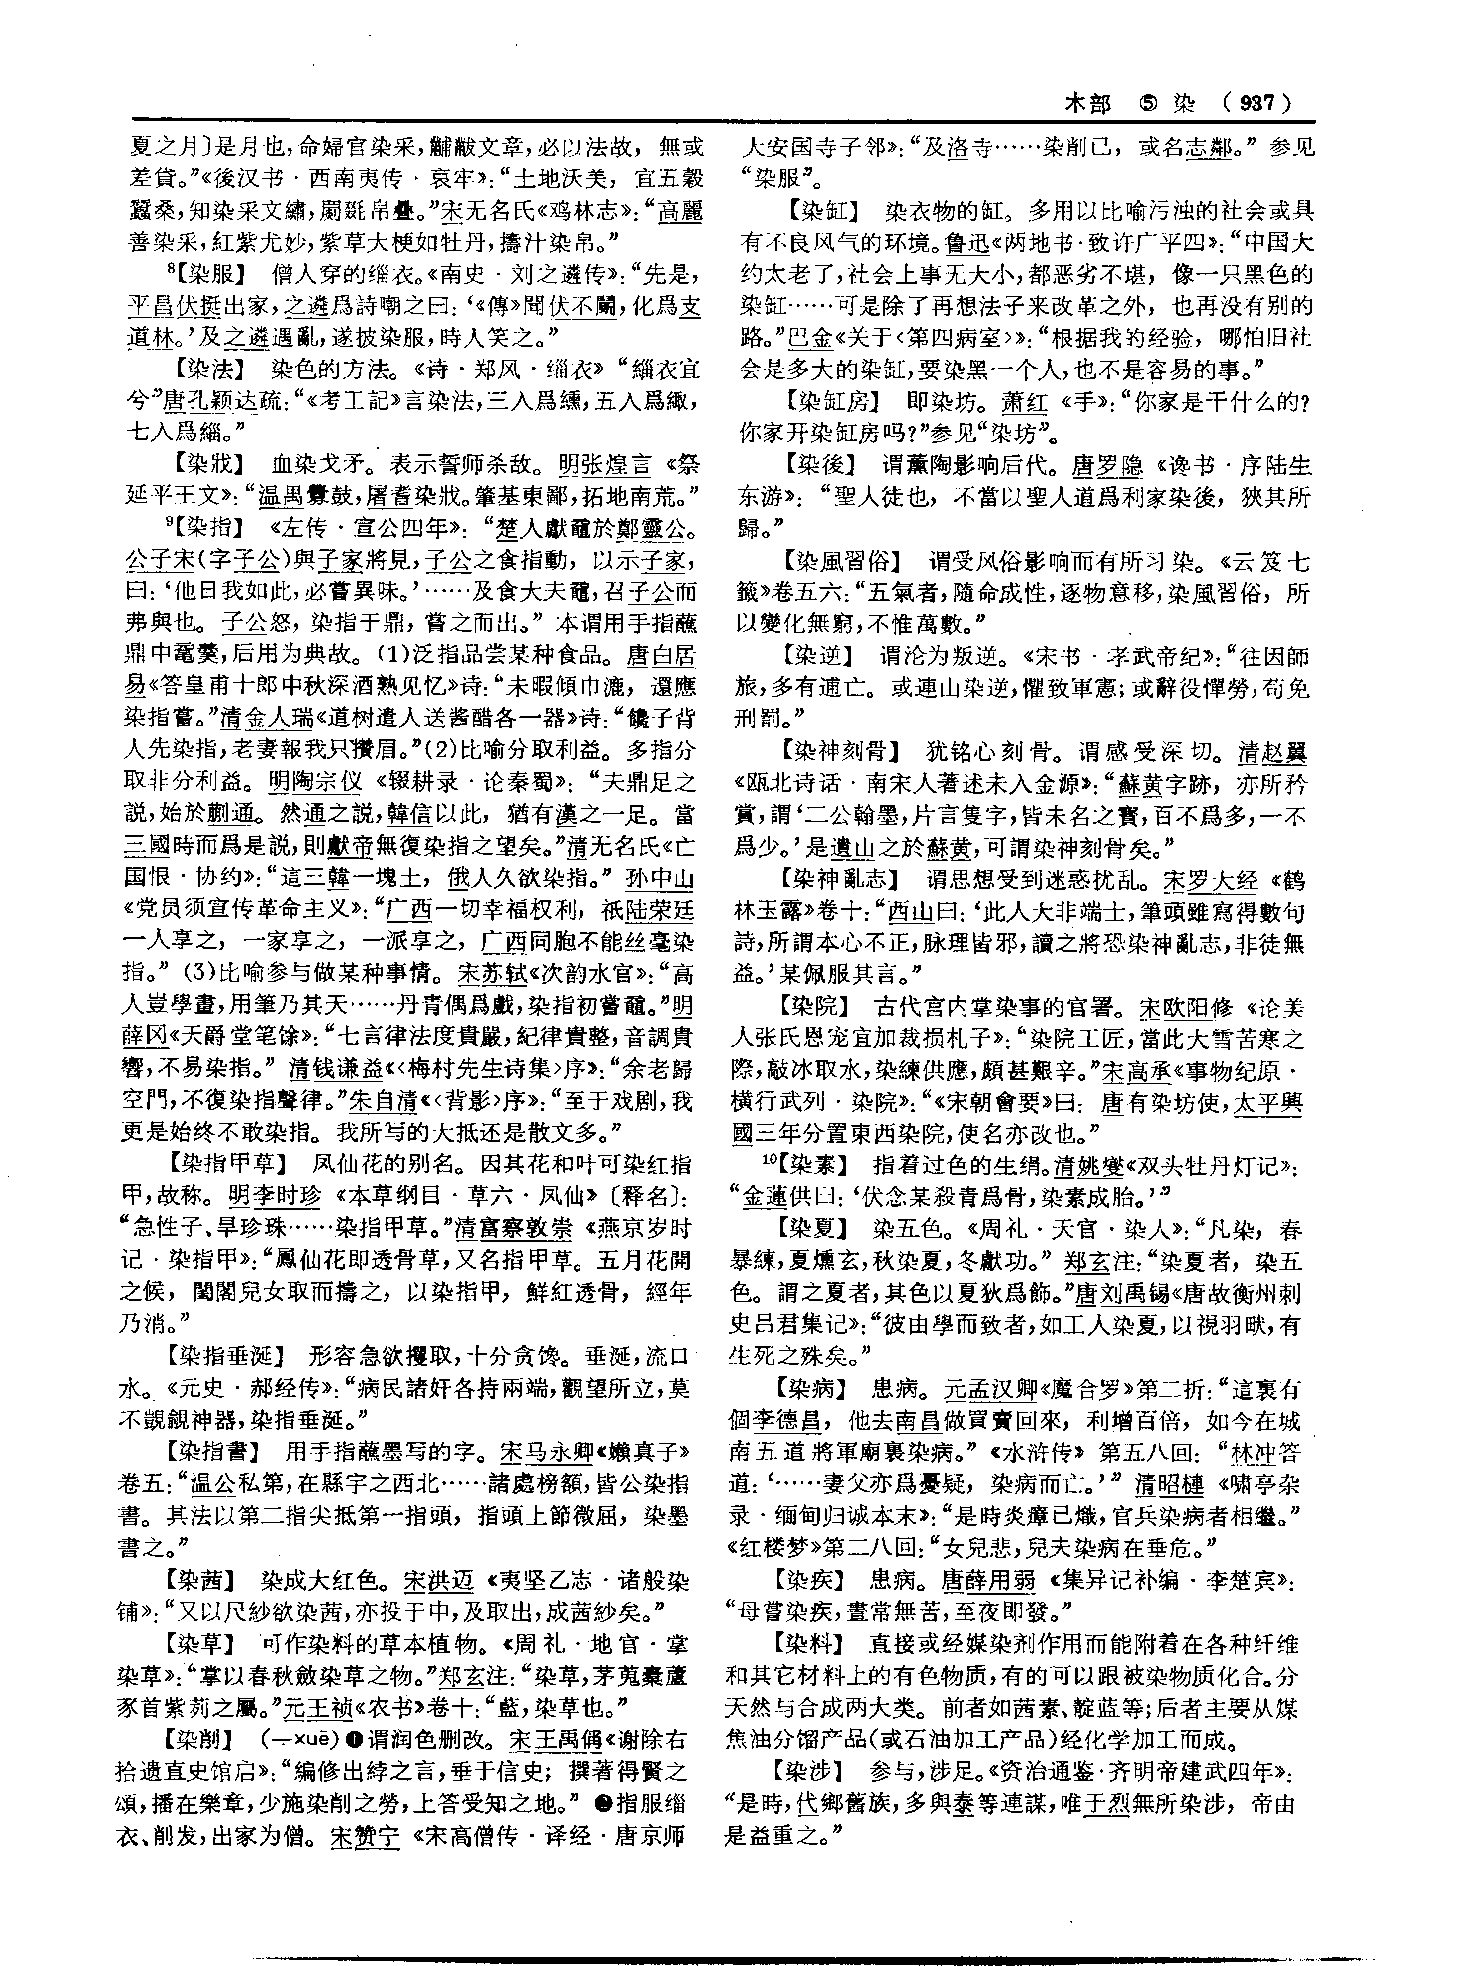 木部 ⑤ 染 （937）
夏之月〕是月也，命婦官染采，黼黻文章，必以法故，無或
差貸。”《後汉书·西南夷传·哀牢》：“土地沃美，宜五穀
蠶桑，知染采文繡，罽毲帛疊。”宋无名氏《鸡林志》：“高麗
善染采，紅紫尤妙，紫草大梗如牡丹，擣汁染帛。”
⁸【染服】 僧人穿的缁衣。《南史·刘之遴传》：“先是，
平昌伏挺出家，之遴爲詩嘲之曰：‘《傳》聞伏不鬭，化爲支
道林。’及之遴遇亂，遂披染服，時人笑之。”
【染法】 染色的方法。《诗·郑风·缁衣》“緇衣宜
兮”唐孔颖达疏：“《考工記》言染法，三入爲纁，五入爲緅，
七入爲緇。”
【染戕】 血染戈矛。表示誓师杀敌。明张煌言《祭
延平王文》：“温禺釁鼓，屠耆染戕。肇基東鄙，拓地南荒。”
⁹【染指】 《左传·宣公四年》：“楚人獻黿於鄭靈公。
公子宋（字子公）與子家將見，子公之食指動，以示子家，
曰：‘他日我如此，必嘗異味。’……及食大夫黿，召子公而
弗與也。子公怒，染指于鼎，嘗之而出。”本谓用手指蘸
鼎中鼋羹，后用为典故。（1）泛指品尝某种食品。唐白居
易《答皇甫十郎中秋深酒熟见忆》诗：“未暇傾巾漉，還應
染指嘗。”清金人瑞《道树遣人送酱醋各一器》诗：“饞子背
人先染指，老妻報我只攢眉。”（2）比喻分取利益。多指分
取非分利益。明陶宗仪《辍耕录·论秦蜀》：“夫鼎足之
説，始於蒯通。然通之説，韓信以此，猶有漢之一足。當
三國時而爲是説，則獻帝無復染指之望矣。”清无名氏《亡
国恨·协约》：“這三韓一塊土，俄人久欲染指。”孙中山
《党员须宣传革命主义》：“广西一切幸福权利，祇陆荣廷
一人享之，一家享之，一派享之，广西同胞不能丝毫染
指。”（3）比喻参与做某种事情。宋苏轼《次韵水官》：“高
人豈學畫，用筆乃其天……丹青偶爲戲，染指初嘗黿。”明
薛冈《天爵堂笔馀》：“七言律法度貴嚴，紀律貴整，音調貴
響，不易染指。”清钱谦益《〈梅村先生诗集〉序》：“余老歸
空門，不復染指聲律。”朱自清《〈背影〉序》：“至于戏剧，我
更是始终不敢染指。我所写的大抵还是散文多。”
【染指甲草】 凤仙花的别名。因其花和叶可染红指
甲，故称。明李时珍《本草纲目·草六·凤仙》〔释名〕：
“急性子、旱珍珠……染指甲草。”清富察敦崇《燕京岁时
记·染指甲》：“鳳仙花即透骨草，又名指甲草。五月花開
之候，閨閣兒女取而擣之，以染指甲，鮮紅透骨，經年
乃消。”
【染指垂涎】 形容急欲攫取，十分贪馋。垂涎，流口
水。《元史·郝经传》：“病民諸奸各持兩端，觀望所立，莫
不覬覦神器，染指垂涎。”
【染指書】 用手指蘸墨写的字。宋马永卿《嬾真子》
卷五：“温公私第，在縣宇之西北……諸處榜額，皆公染指
書。其法以第二指尖抵第一指頭，指頭上節微屈，染墨
書之。”
【染茜】 染成大红色。宋洪迈《夷坚乙志·诸般染
铺》：“又以尺紗欲染茜，亦投于中，及取出，成茜紗矣。”
【染草】 可作染料的草本植物。《周礼·地官·掌
染草》：“掌以春秋斂染草之物。”郑玄注：“染草，茅蒐橐蘆
豕首紫茢之屬。”元王祯《农书》卷十：“藍，染草也。”
【染削】 （—xuē）❶谓润色删改。宋王禹偁《谢除右
拾遗直史馆启》：“編修出綍之言，垂于信史；撰著得賢之
頌，播在樂章，少施染削之勞，上答受知之地。”❷指服缁
衣、削发，出家为僧。宋赞宁《宋高僧传·译经·唐京师
大安国寺子邻》：“及洛寺……染削已，或名志鄰。”参见
“染服”。
【染缸】 染衣物的缸。多用以比喻污浊的社会或具
有不良风气的环境。鲁迅《两地书·致许广平四》：“中国大
约太老了，社会上事无大小，都恶劣不堪，像一只黑色的
染缸……可是除了再想法子来改革之外，也再没有别的
路。”巴金《关于〈第四病室〉》：“根据我的经验，哪怕旧社
会是多大的染缸，要染黑一个人，也不是容易的事。”
【染缸房】 即染坊。萧红《手》：“你家是干什么的？
你家开染缸房吗？”参见“染坊”。
【染後】 谓薰陶影响后代。唐罗隐《谗书·序陆生
东游》：“聖人徒也，不當以聖人道爲利家染後，狹其所
歸。”
【染風習俗】 谓受风俗影响而有所习染。《云笈七
籤》卷五六：“五氣者，隨命成性，逐物意移，染風習俗，所
以變化無窮，不惟萬數。”
【染逆】 谓沦为叛逆。《宋书·孝武帝纪》：“往因師
旅，多有逋亡。或連山染逆，懼致軍憲；或辭役憚勞，苟免
刑罰。”
【染神刻骨】 犹铭心刻骨。谓感受深切。清赵翼
《瓯北诗话·南宋人著述未入金源》：“蘇黄字跡，亦所矜
賞，謂‘二公翰墨，片言隻字，皆未名之寶，百不爲多，一不
爲少。’是遺山之於蘇黄，可謂染神刻骨矣。”
【染神亂志】 谓思想受到迷惑扰乱。宋罗大经《鹤
林玉露》卷十：“西山曰：‘此人大非端士，筆頭雖寫得數句
詩，所謂本心不正，脉理皆邪，讀之將恐染神亂志，非徒無
益。’某佩服其言。”
【染院】 古代宫内掌染事的官署。宋欧阳修《论美
人张氏恩宠宜加裁损札子》：“染院工匠，當此大雪苦寒之
際，敲冰取水，染練供應，頗甚艱辛。”宋高承《事物纪原·
横行武列·染院》：“《宋朝會要》曰：唐有染坊使，太平興
國三年分置東西染院，使名亦改也。”
¹⁰【染素】 指着过色的生绢。清姚燮《双头牡丹灯记》：
“金蓮供曰：‘伏念某殺青爲骨，染素成胎。’”
【染夏】 染五色。《周礼·天官·染人》：“凡染，春
暴練，夏纁玄，秋染夏，冬獻功。”郑玄注：“染夏者，染五
色。謂之夏者，其色以夏狄爲飾。”唐刘禹锡《唐故衡州刺
史吕君集记》：“彼由學而致者，如工人染夏，以視羽畎，有
生死之殊矣。”
【染病】 患病。元孟汉卿《魔合罗》第二折：“這裏有
個李德昌，他去南昌做買賣回來，利增百倍，如今在城
南五道將軍廟裏染病。”《水浒传》第五八回：“林冲答
道：‘……妻父亦爲憂疑，染病而亡。’”清昭槤《啸亭杂
录·缅甸归诚本末》：“是時炎瘴已熾，官兵染病者相繼。”
《红楼梦》第二八回：“女兒悲，兒夫染病在垂危。”
【染疾】 患病。唐薛用弱《集异记补编·李楚宾》：
“母嘗染疾，晝常無苦，至夜即發。”
【染料】 直接或经媒染剂作用而能附着在各种纤维
和其它材料上的有色物质，有的可以跟被染物质化合。分
天然与合成两大类。前者如茜素、靛蓝等；后者主要从煤
焦油分馏产品（或石油加工产品）经化学加工而成。
【染涉】 参与，涉足。《资治通鉴·齐明帝建武四年》：
“是時，代鄉舊族，多與泰等連謀，唯于烈無所染涉，帝由
是益重之。”